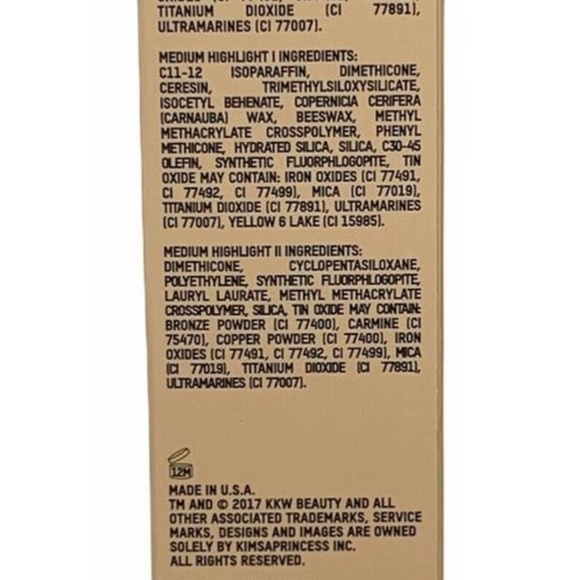 TITANIUM DIOXIDE (CI 77891),
ULTRAMARINES (CI 77007).
MEDIUM HIGHLIGHT I INGREDIENTS:
C11-12 ISOPARAFFIN, DIMETHICONE,
CERESIN, TRIMETHYLSILOXYSILICATE,
ISOCETYL BEHENATE, COPERNICIA CERIFERA
(CARNAUBA) WAX, BEESWAX, METHYL
METHACRYLATE CROSSPOLYMER, PHENYL
METHICONE, HYDRATED SILICA, SILICA, C30-45
OLEFIN, SYNTHETIC FLUORPHLOGOPITE, TIN
OXIDE MAY CONTAIN: IRON OXIDES (CI 77491,
CI 77492, CI 77499), MICA (CI 77019),
TITANIUM DIOXIDE (CI 77891), ULTRAMARINES
(CI 77007), YELLOW 6 LAKE (CI 15985).
MEDIUM HIGHLIGHT II INGREDIENTS:
DIMETHICONE, CYCLOPENTASILOXANE,
POLYETHYLENE, SYNTHETIC FLUORPHLOGOPITE,
LAURYL LAURATE, METHYL METHACRYLATE
CROSSPOLYMER, SILICA, TIN OXIDE MAY CONTAIN:
BRONZE POWDER (CI 77400), CARMINE (CI
75470), COPPER POWDER (CI 77400), IRON
OXIDES (CI 77491, CI 77492, CI 77499), MICA
(CI 77019), TITANIUM DIOXIDE (CI 77891),
ULTRAMARINES (CI 77007).
12M
MADE IN U.S.A.
TM AND © 2017 KKW BEAUTY AND ALL
OTHER ASSOCIATED TRADEMARKS, SERVICE
MARKS, DESIGNS AND IMAGES ARE OWNED
SOLELY BY KIMSAPRINCESS INC.
ALL RIGHTS RESERVED.